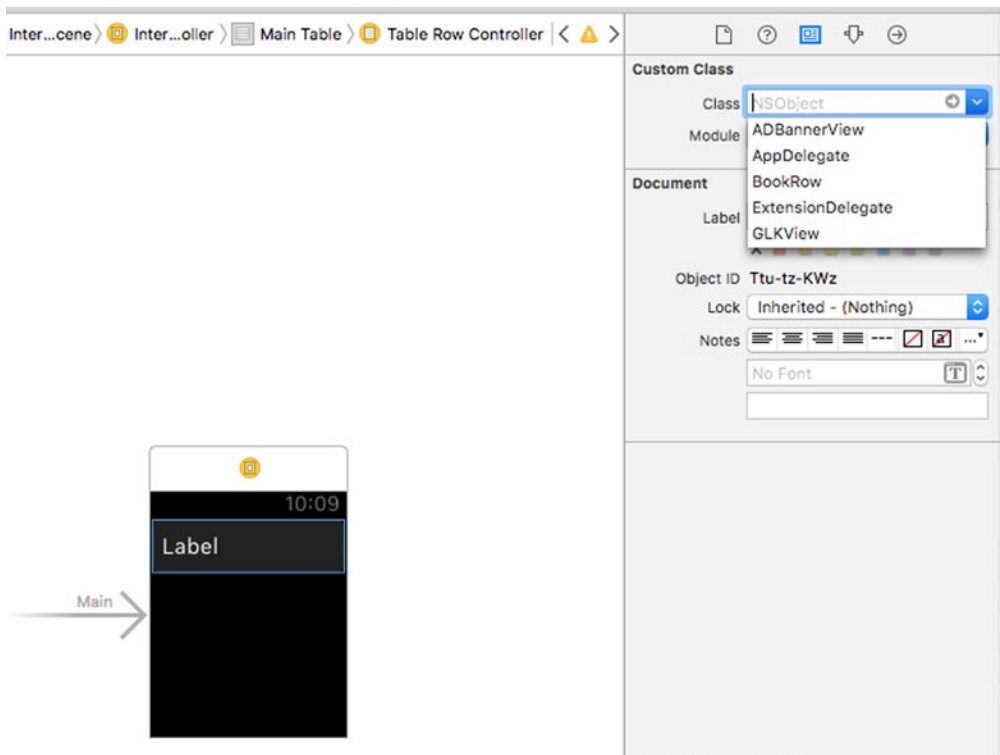 Inter...cene Inter...oller Main Table Table Row Controller
Custom Class
Class NSObject
Module
ADBannerView
AppDelegate
BookRow
ExtensionDelegate
GLKView
Document
Label
Object ID Ttu-tz-KWz
Lock Inherited - (Nothing)
Notes
No Font
10:09
Label
Main